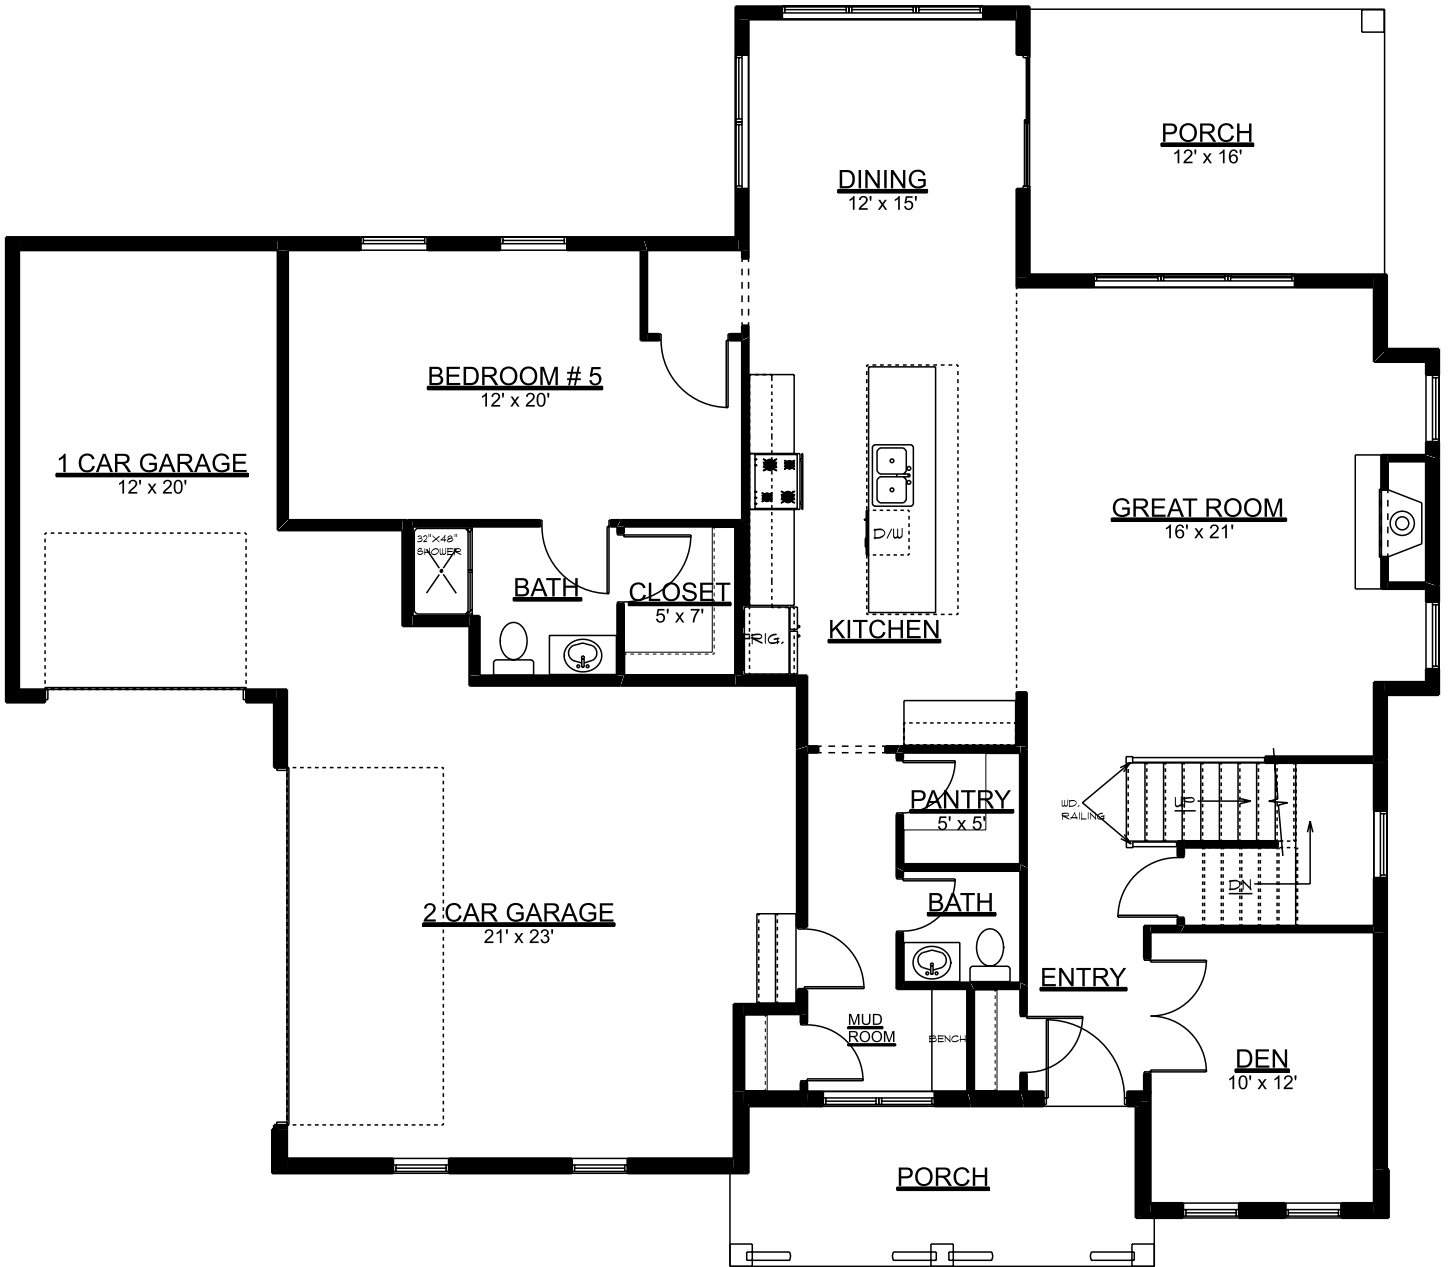 PORCH
12' x 16'
DINING
12' x 15'
BEDROOM # 5
12' x 20'
1 CAR GARAGE
12' x 20'
GREAT ROOM
16' x 21'
32"X48"
SHOWER
D/W
BATH
CLOSET
5' x 7'
KITCHEN
FRIG.
PANTRY
5' x 5'
WD.
RAILING
UP
DN
2 CAR GARAGE
21' x 23'
BATH
ENTRY
MUD
ROOM
BENCH
DEN
10' x 12'
PORCH